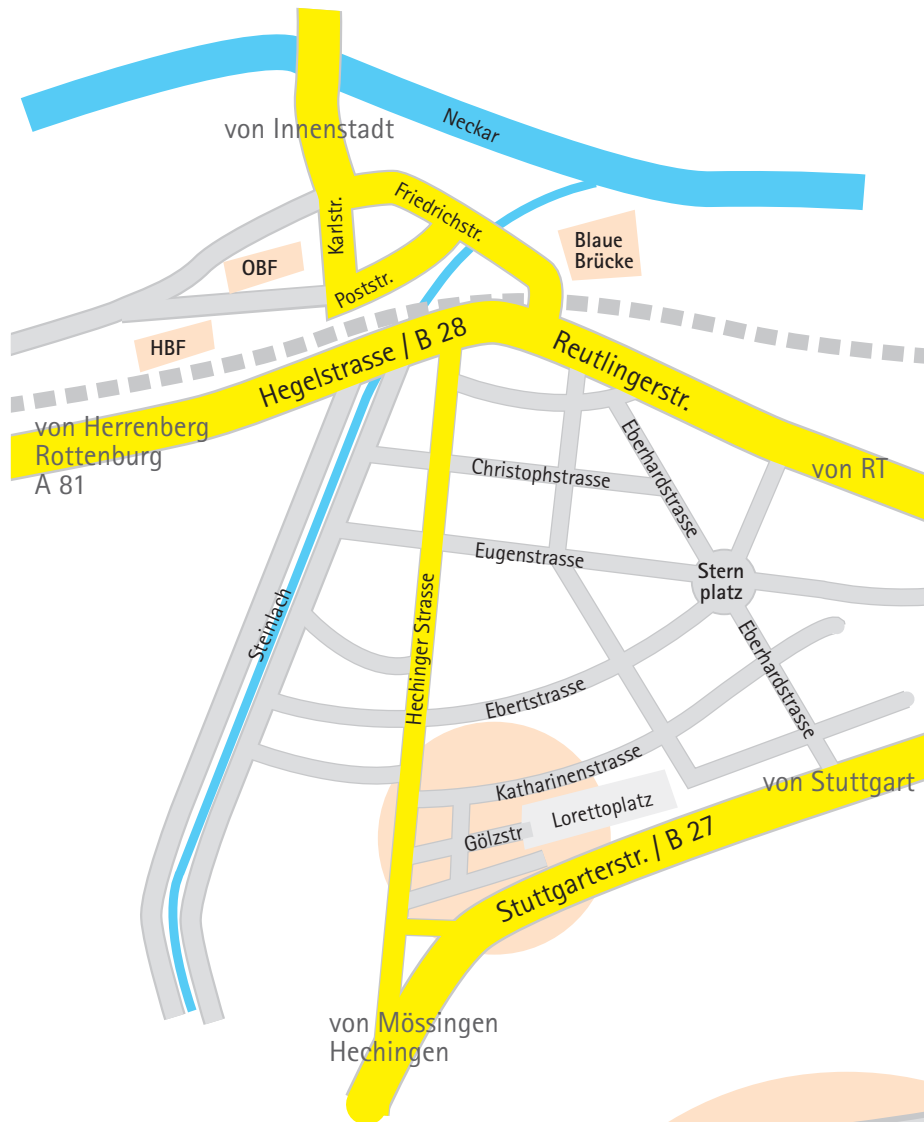 Neckar
von Innenstadt
Friedrichstr.
Karlstr.
Blaue
Brücke
OBF
Poststr.
HBF
Hegelstrasse / B 28
Reutlingerstr.
von Herrenberg
Rottenburg
A 81
von RT
Eberhardstrasse
Christophstrasse
Eugenstrasse
Stern
platz
Steinlach
Hechinger Strasse
Eberhardstrasse
Ebertstrasse
Katharinenstrasse
von Stuttgart
Lorettoplatz
Gölzstr
Stuttgarterstr. / B 27
von Mössingen
Hechingen